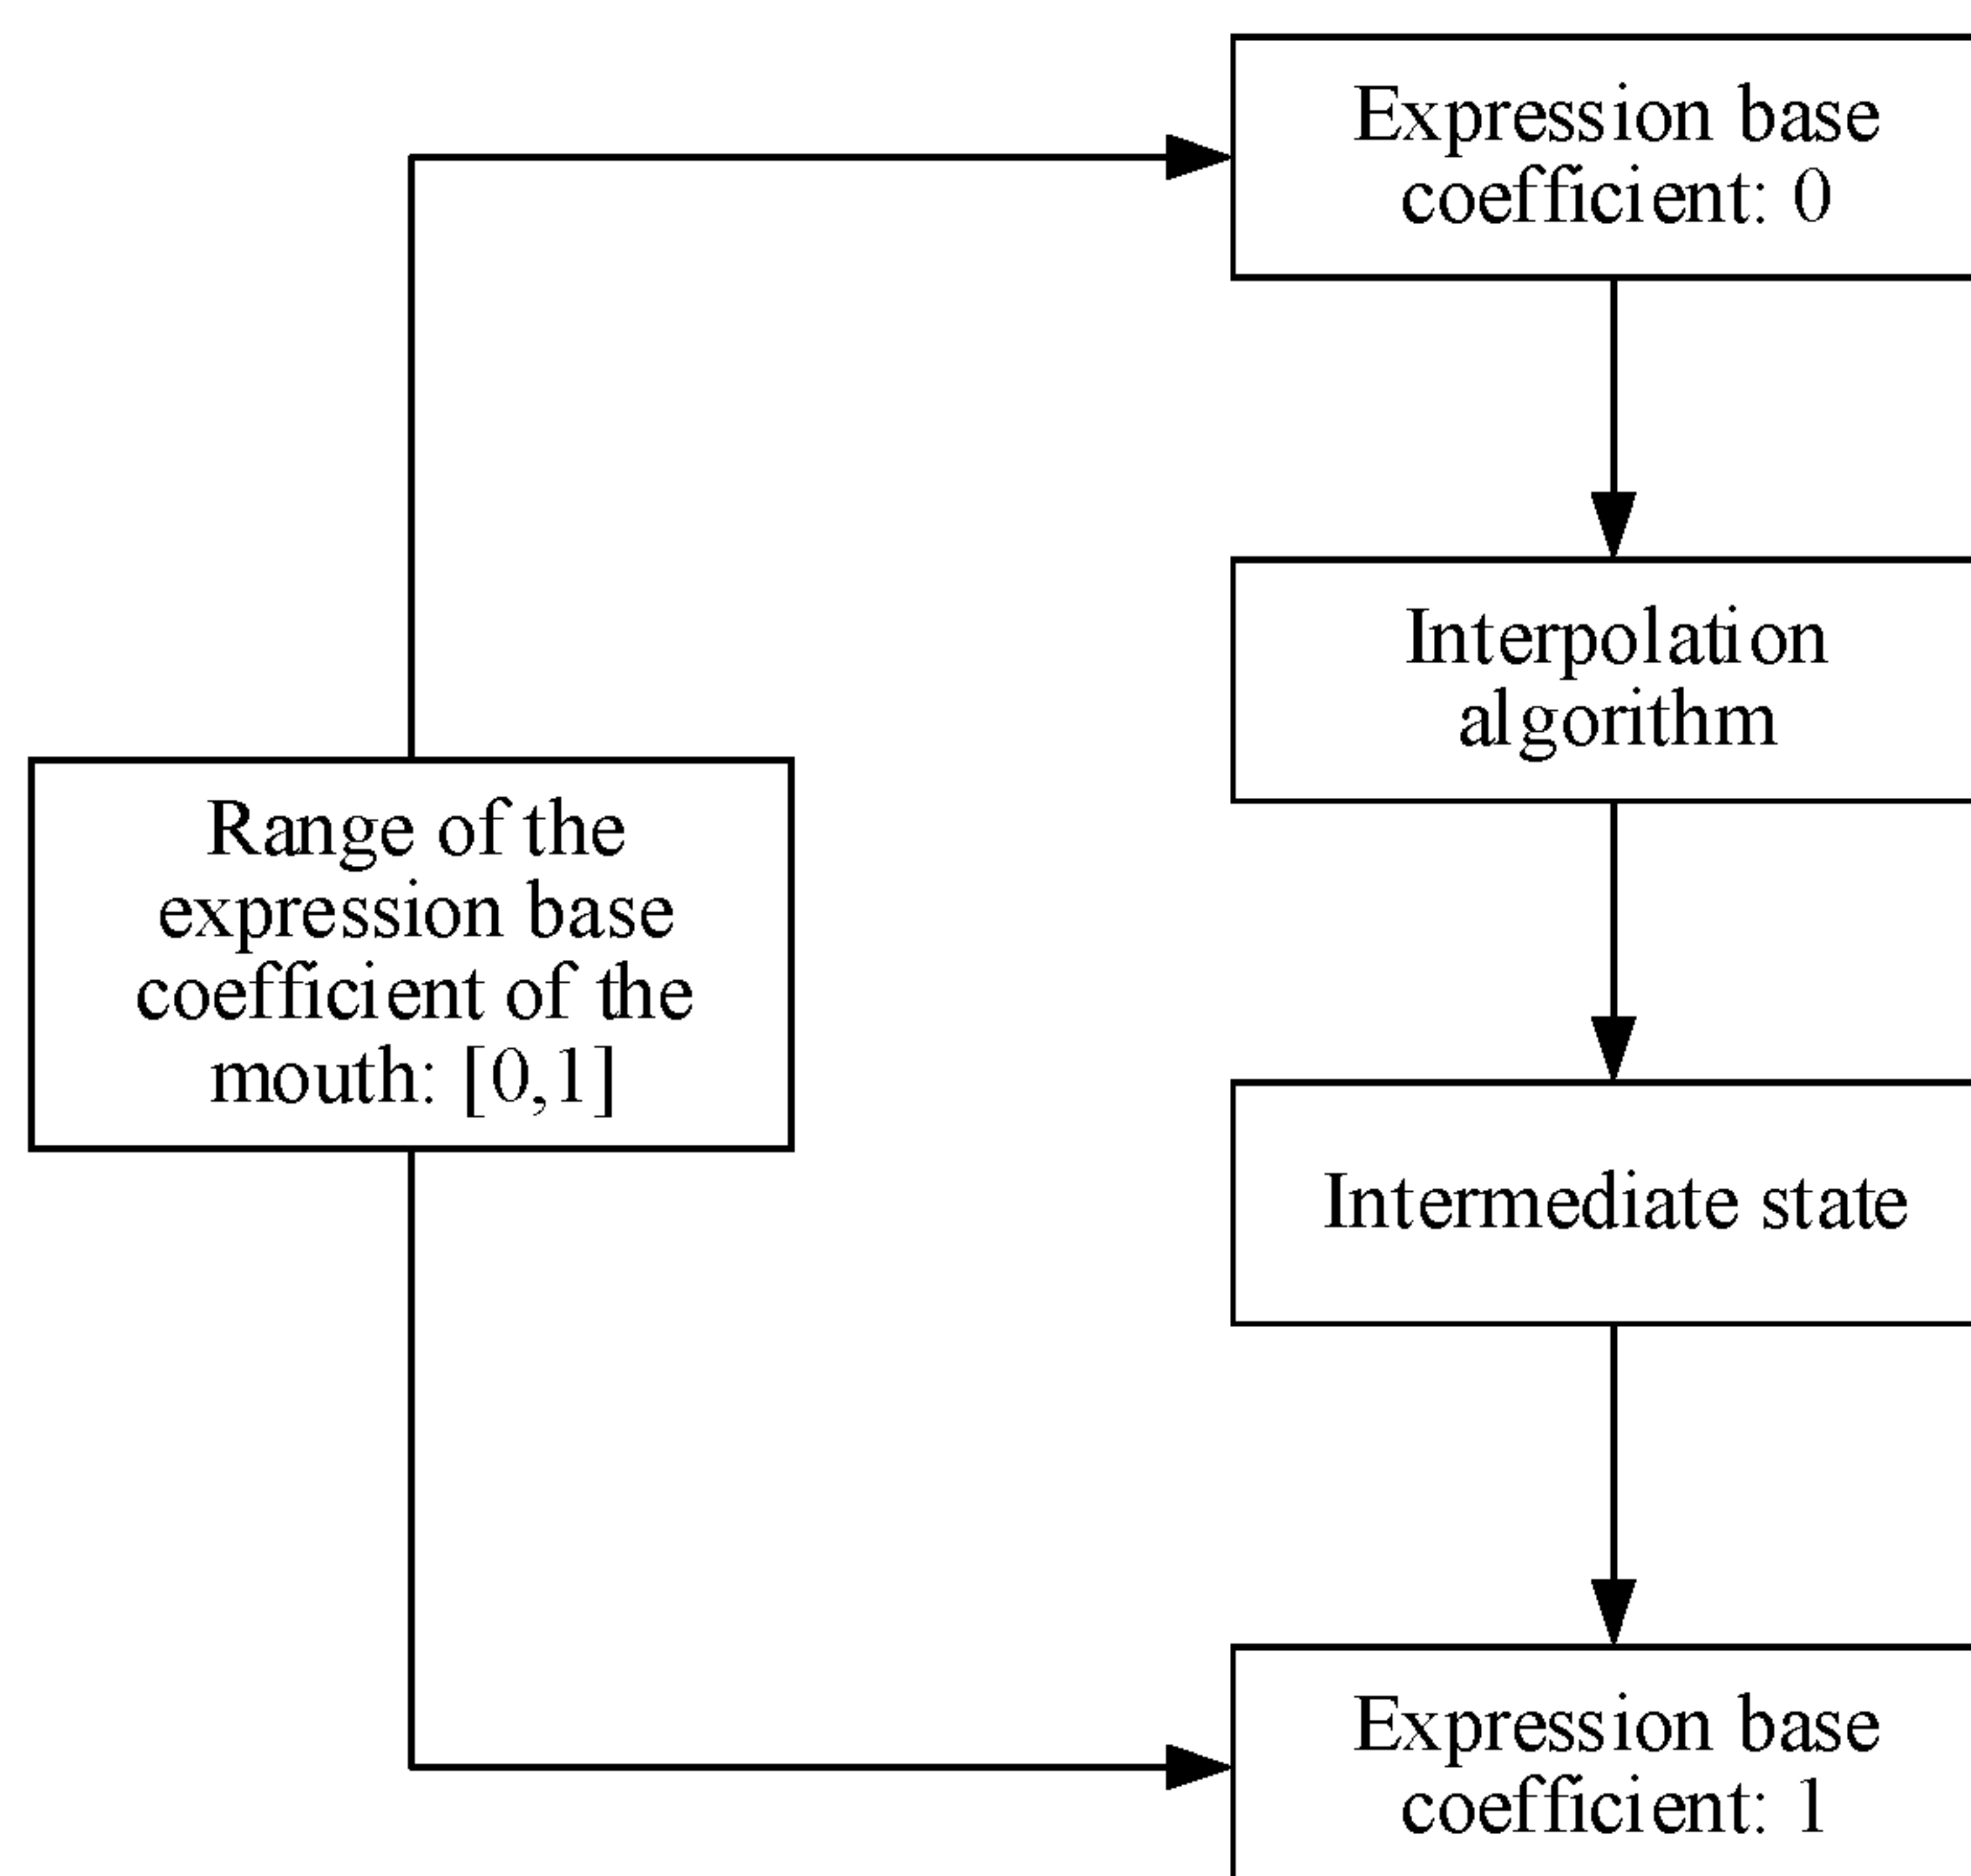 Expression base
coefficient: 0
Interpolation
algorithm
Range of the
expression base
coefficient of the
mouth: [0,1]
Intermediate state
Expression base
coefficient: 1